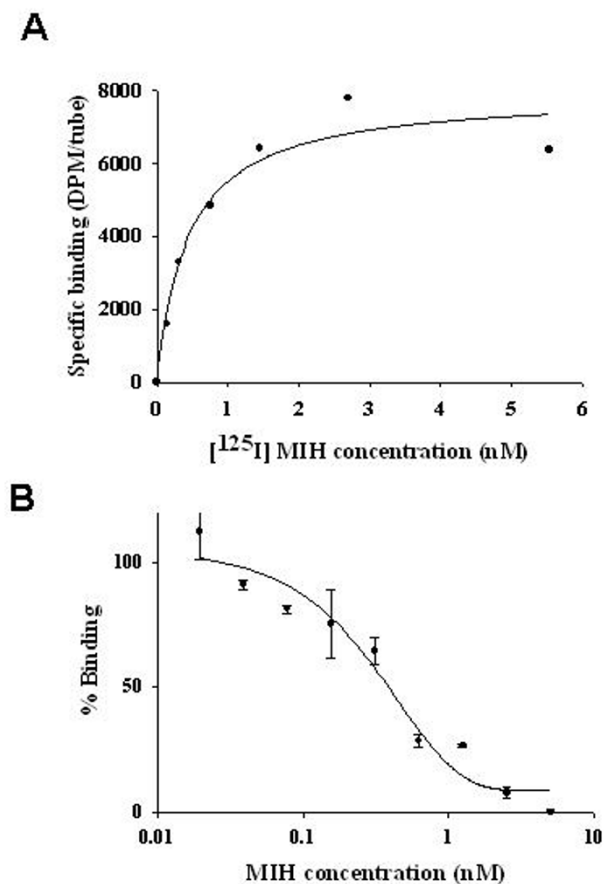 A
Specific binding (DPM/tube)
8000
6000
4000
2000
0
0 1 2 3 4 5 6
[125I] MIH concentration (nM)
B
% Binding
100
50
0
0.01 0.1 1 10
MIH concentration (nM)